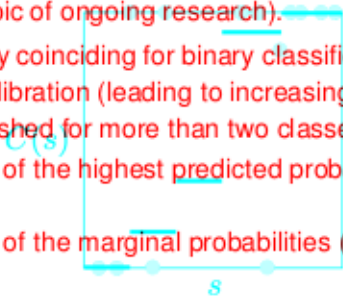 pic of ongoing research).
y coinciding for binary classifi
libration (leading to increasing
shed for more than two classe
C(s)
of the highest predicted prob
of the marginal probabilities (
s